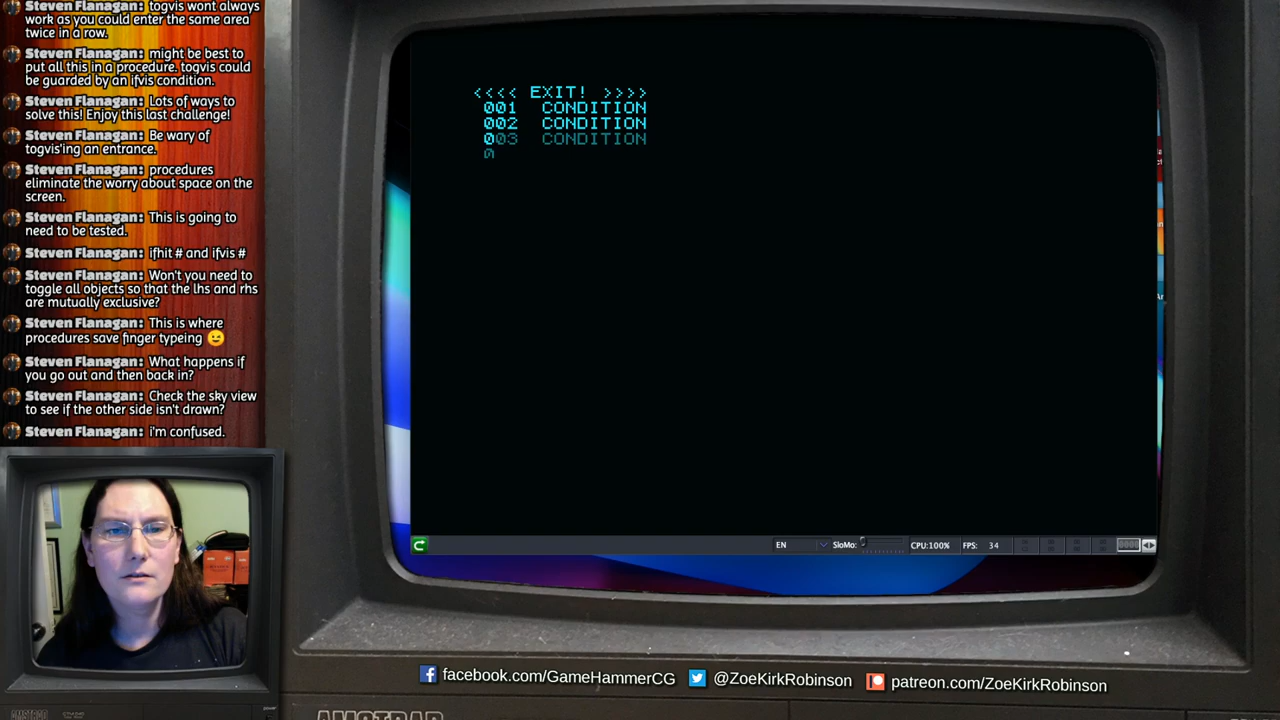 Steven Flanagan: togvis wont always
work as you could enter the same area
twice in a row.
Steven Flanagan: might be best to
put all this in a procedure. togvis could
be guarded by an ifvis condition.
Steven Flanagan: Lots of ways to
solve this! Enjoy this last challenge!
Steven Flanagan: Be wary of
togvis'ing an entrance.
Steven Flanagan: procedures
eliminate the worry about space on the
screen.
Steven Flanagan: This is going to
need to be tested.
Steven Flanagan: ifhit # and ifvis #
Steven Flanagan: Won't you need to
toggle all objects so that the lhs and rhs
are mutually exclusive?
Steven Flanagan: This is where
procedures save finger typing 😉
Steven Flanagan: What happens if
you go out and then back in?
Steven Flanagan: Check the sky view
to see if the other side isn't drawn?
Steven Flanagan: i'm confused.
<<<< EXIT! >>>>
001 CONDITION
002 CONDITION
003 CONDITION
EN SloMo: CPU:100% FPS: 34
facebook.com/GameHammerCG @ZoeKirkRobinson patreon.com/ZoeKirkRobinson